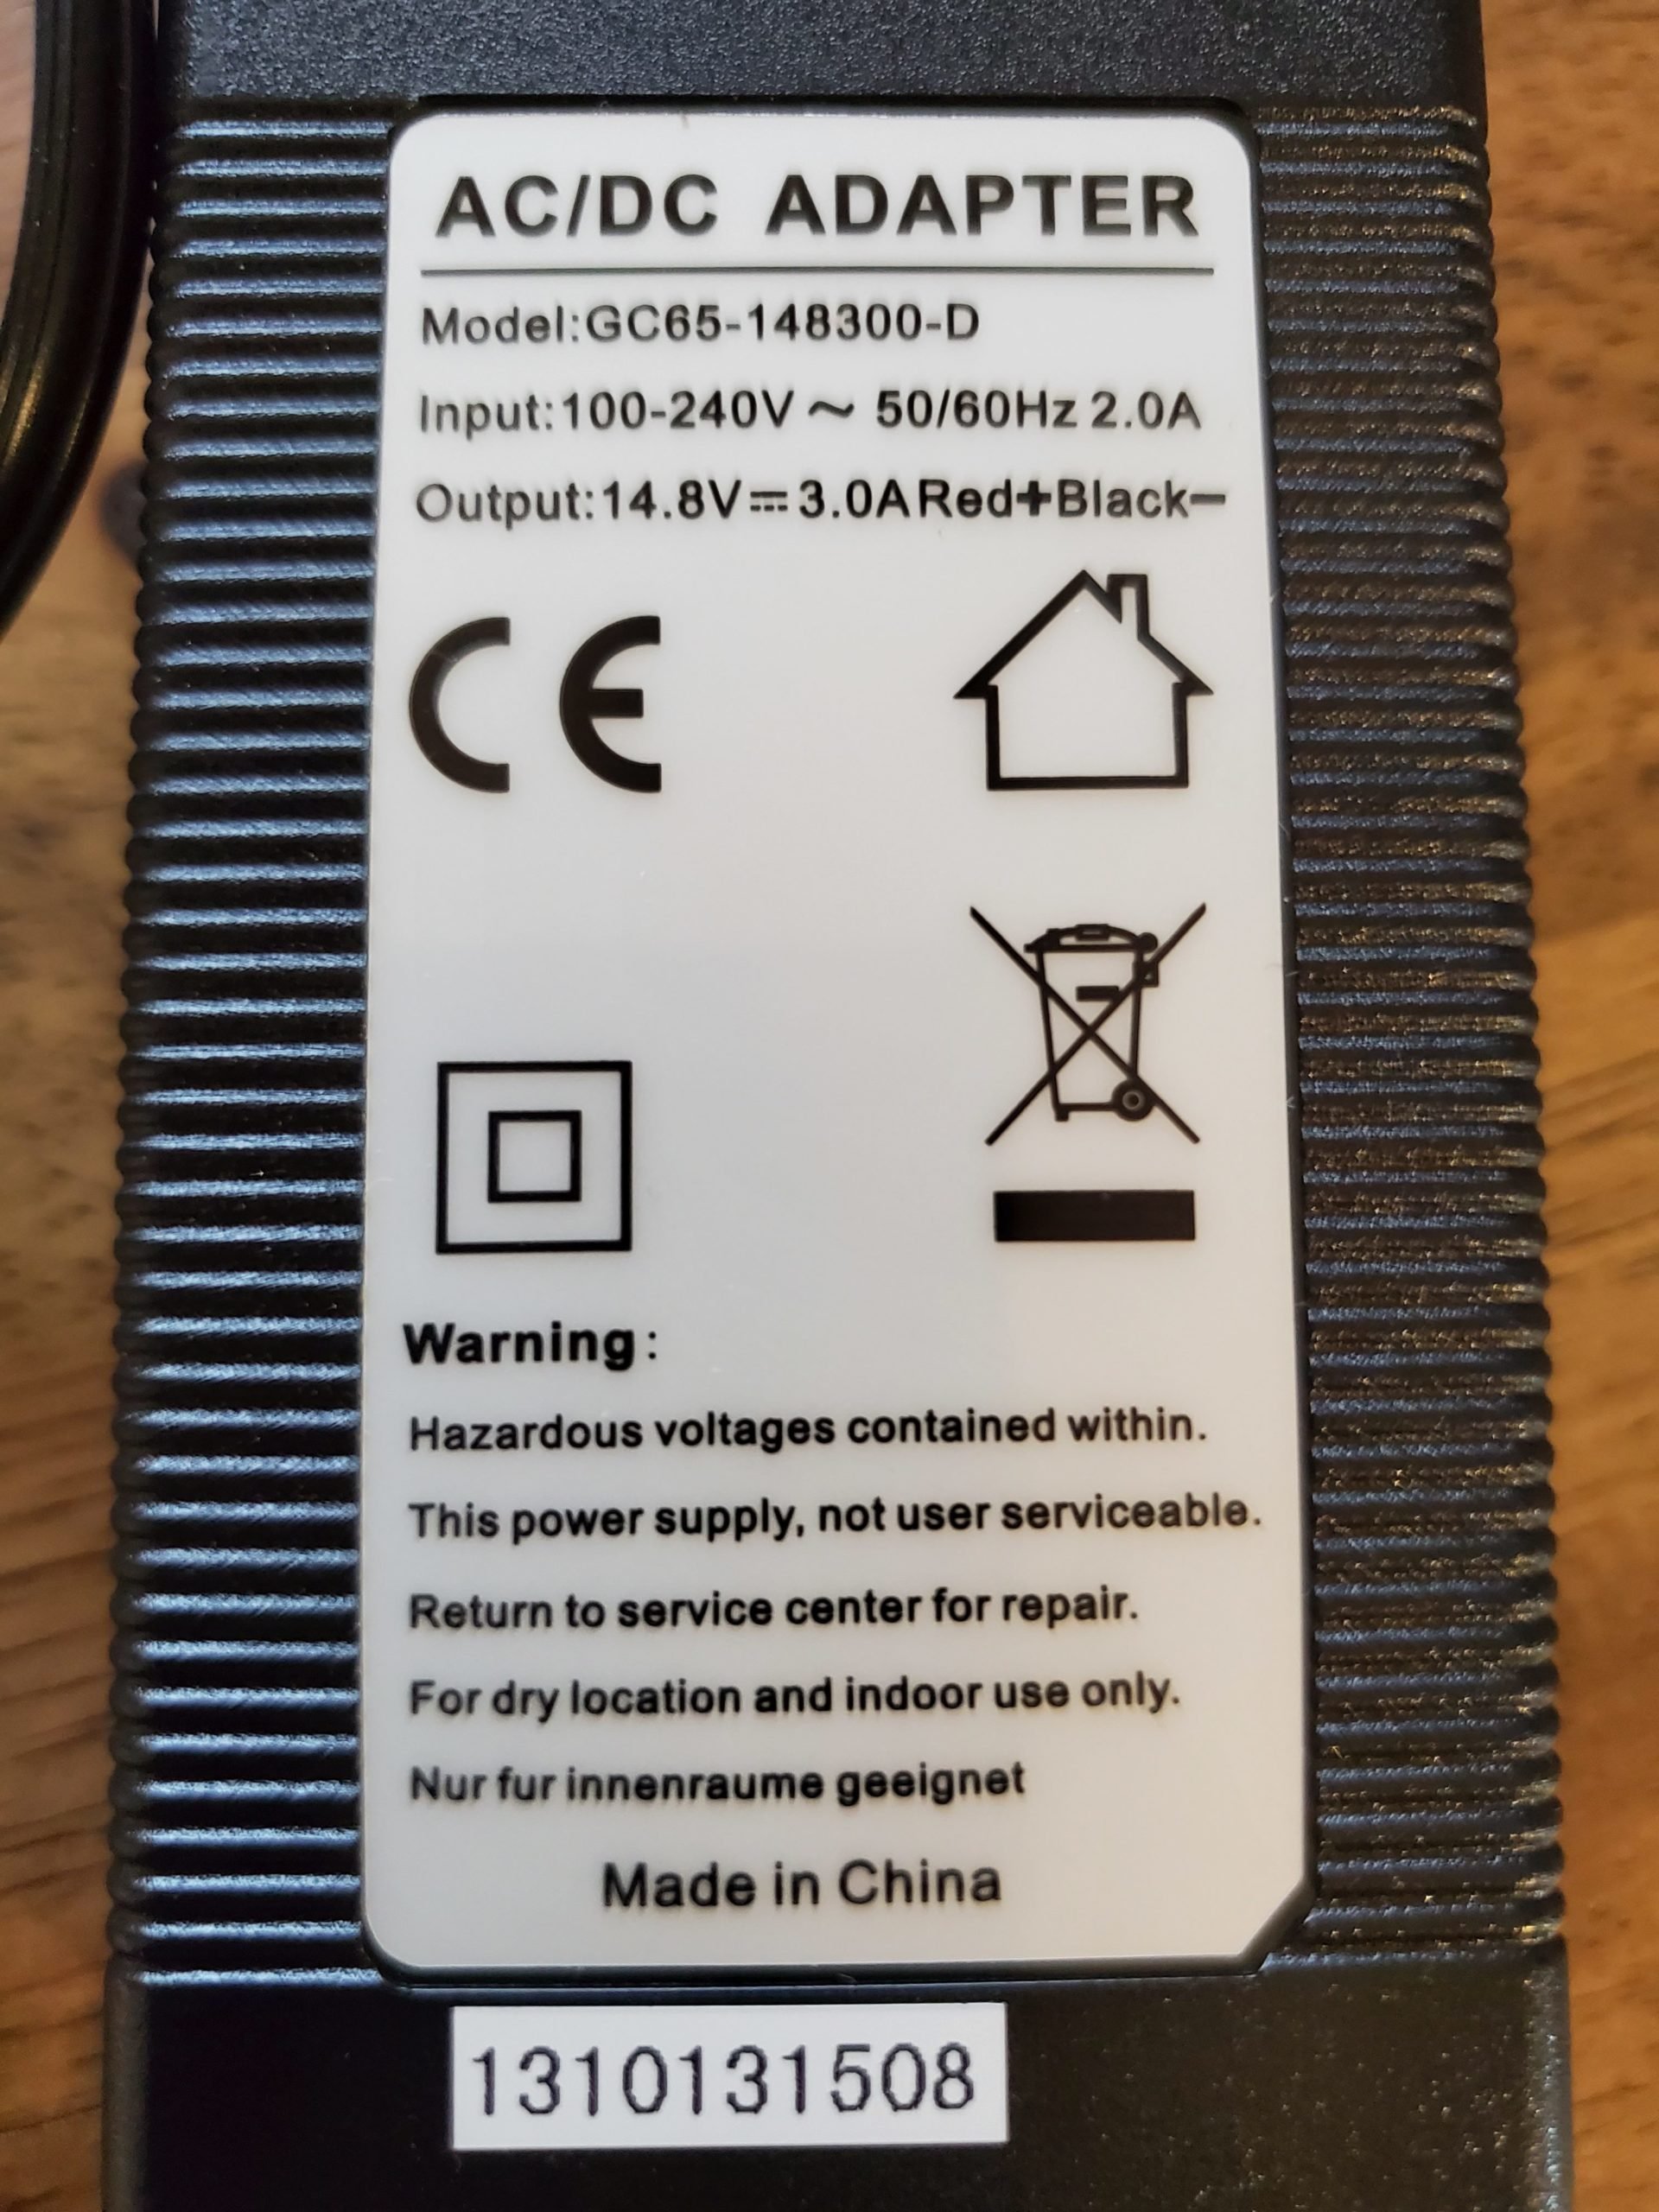 AC/DC ADAPTER
Model:GC65-148300-D
Input:100-240V ~ 50/60Hz 2.0A
Output:14.8V⎓3.0A Red+Black−
CE
Warning:
Hazardous voltages contained within.
This power supply, not user serviceable.
Return to service center for repair.
For dry location and indoor use only.
Nur fur innenraume geeignet
Made in China
1310131508